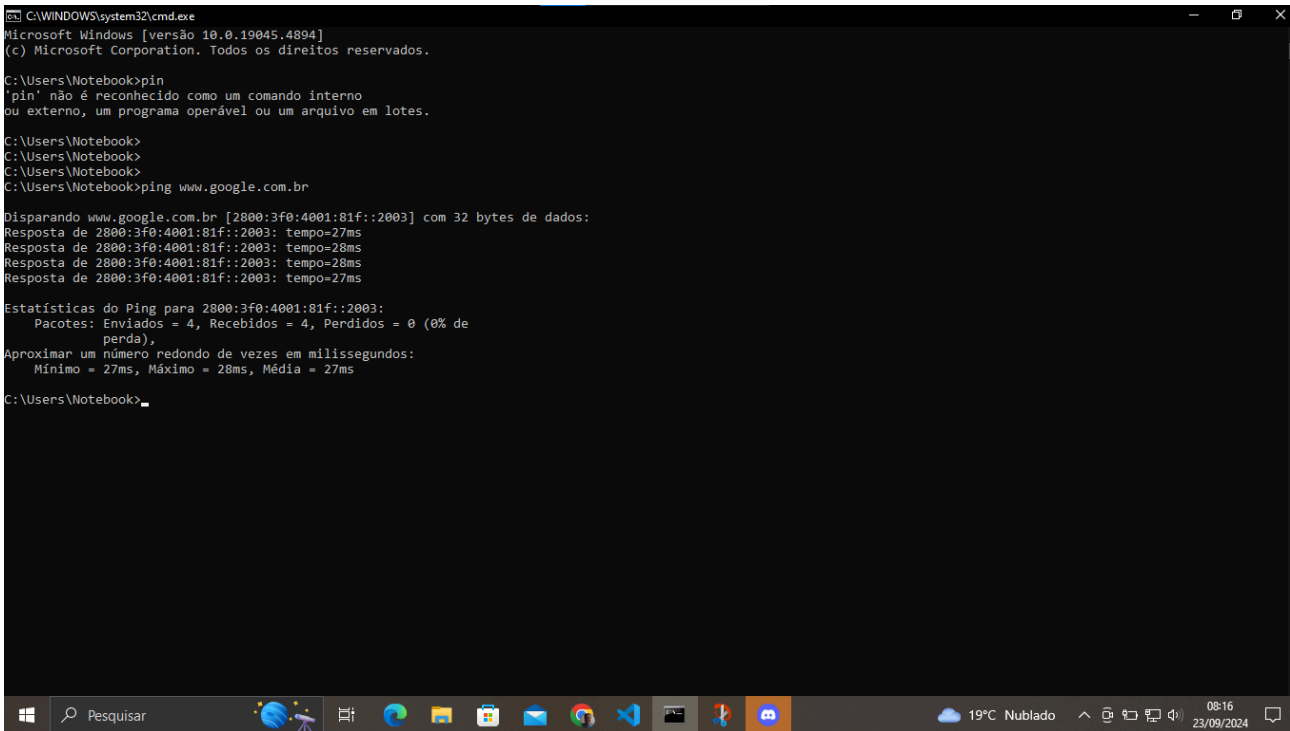 C:\WINDOWS\system32\cmd.exe
Microsoft Windows [versão 10.0.19045.4894]
(c) Microsoft Corporation. Todos os direitos reservados.
C:\Users\Notebook>pin
'pin' não é reconhecido como um comando interno
ou externo, um programa operável ou um arquivo em lotes.
C:\Users\Notebook>
C:\Users\Notebook>
C:\Users\Notebook>
C:\Users\Notebook>ping www.google.com.br
Disparando www.google.com.br [2800:3f0:4001:81f::2003] com 32 bytes de dados:
Resposta de 2800:3f0:4001:81f::2003: tempo=27ms
Resposta de 2800:3f0:4001:81f::2003: tempo=28ms
Resposta de 2800:3f0:4001:81f::2003: tempo=28ms
Resposta de 2800:3f0:4001:81f::2003: tempo=27ms
Estatísticas do Ping para 2800:3f0:4001:81f::2003:
Pacotes: Enviados = 4, Recebidos = 4, Perdidos = 0 (0% de
perda),
Aproximar um número redondo de vezes em milissegundos:
Mínimo = 27ms, Máximo = 28ms, Média = 27ms
C:\Users\Notebook>
Pesquisar
19°C Nublado
08:16
23/09/2024